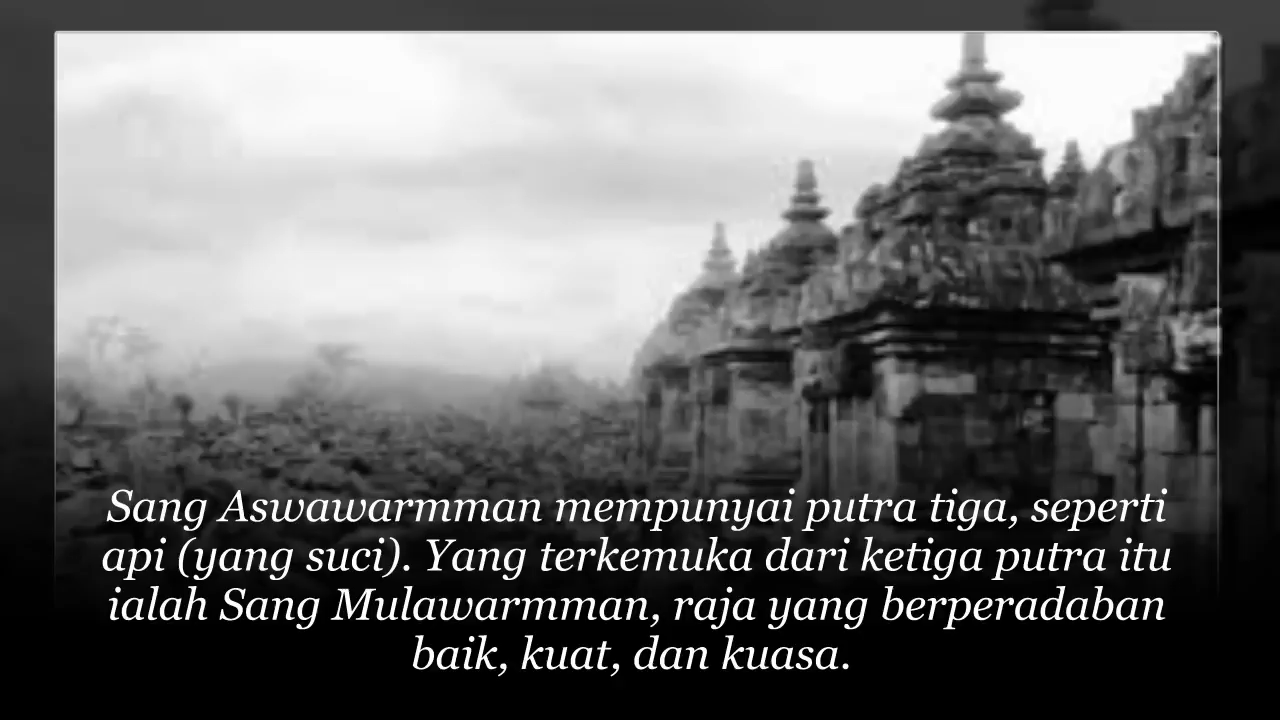 Sang Aswawarmman mempunyai putra tiga, seperti
api (yang suci). Yang terkemuka dari ketiga putra itu
ialah Sang Mulawarmman, raja yang berperadaban
baik, kuat, dan kuasa.